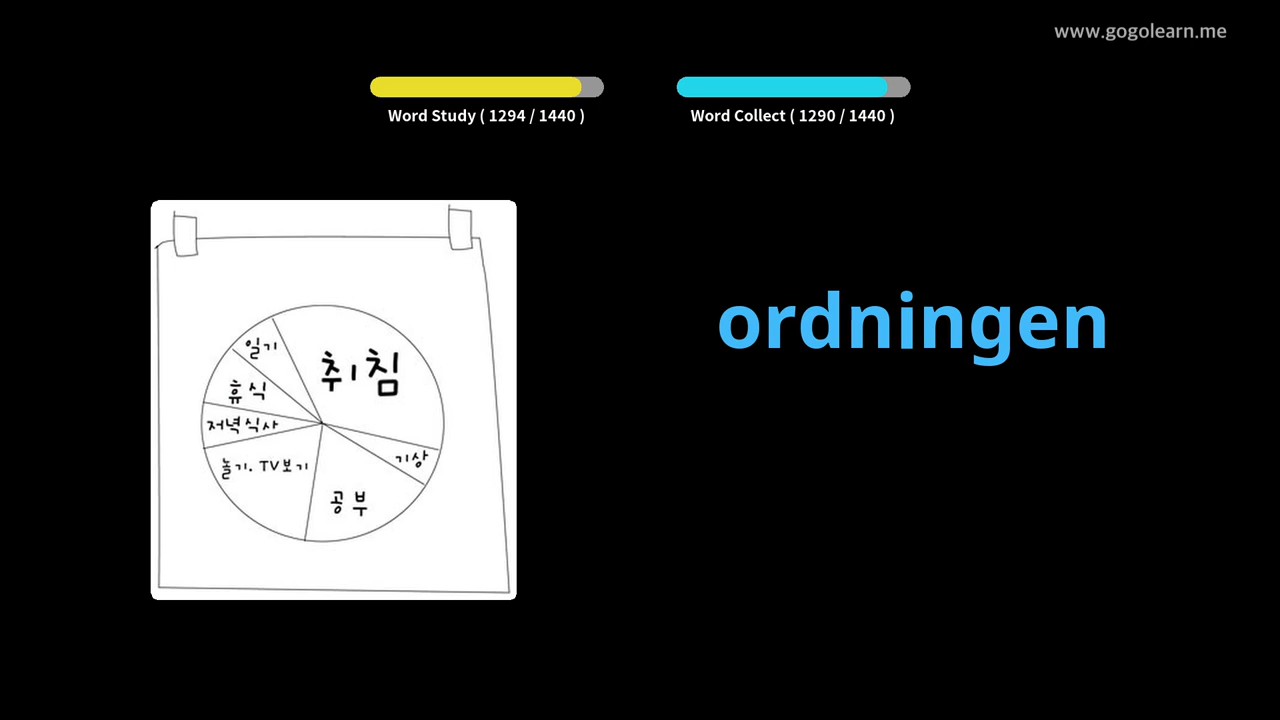 www.gogolearn.me
Word Study ( 1294 / 1440 )
Word Collect ( 1290 / 1440 )
일기
취침
휴식
저녁식사
놀기. TV보기
기상
공부
ordningen